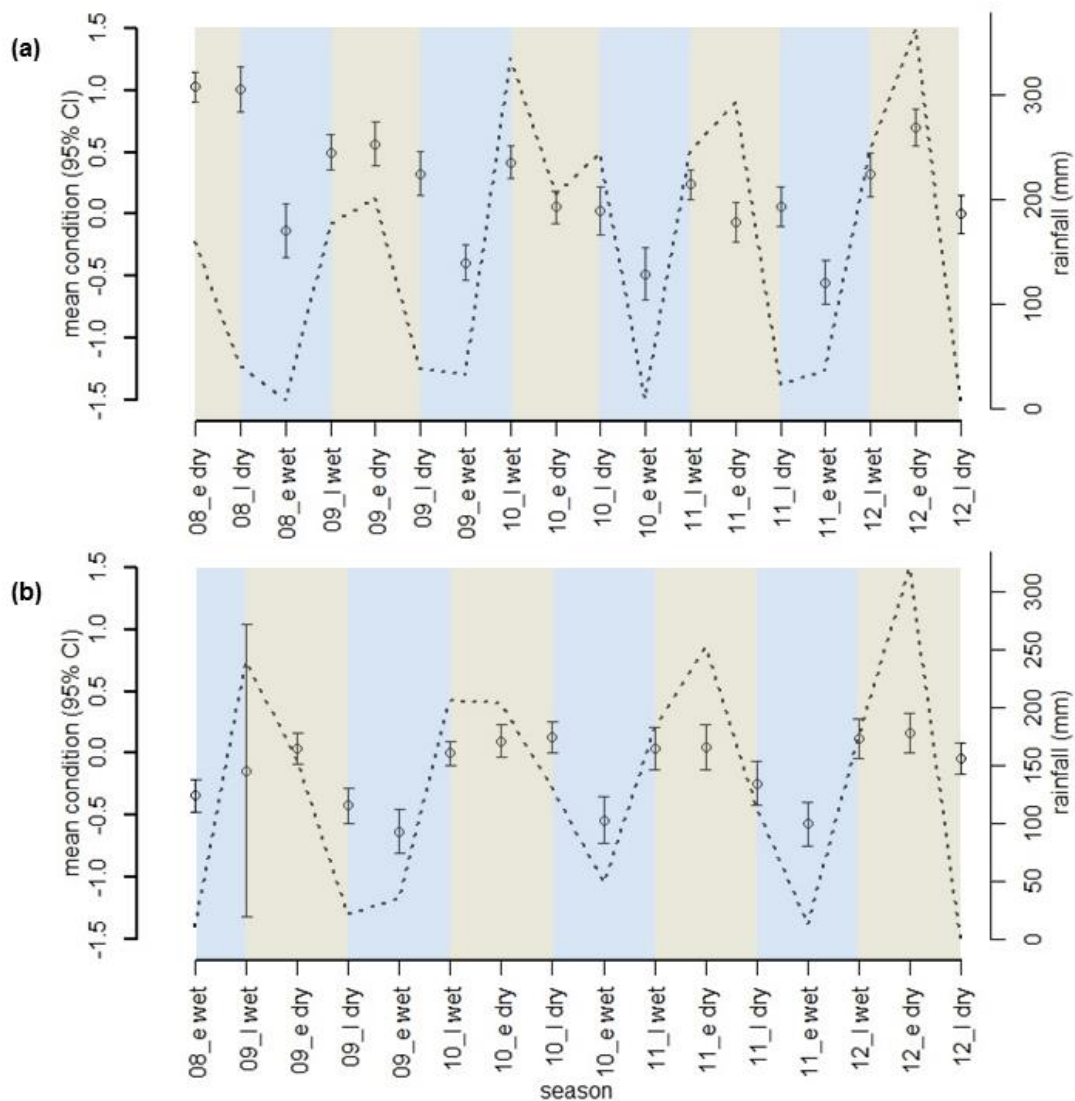 (a)
mean condition (95% CI)
1.5
1.0
0.5
0.0
-0.5
-1.0
-1.5
rainfall (mm)
300
200
100
0
08_e dry
08_l dry
08_e wet
09_l wet
09_e dry
09_l dry
09_e wet
10_l wet
10_e dry
10_l dry
10_e wet
11_l wet
11_e dry
11_l dry
11_e wet
12_l wet
12_e dry
12_l dry
(b)
mean condition (95% CI)
1.5
1.0
0.5
0.0
-0.5
-1.0
-1.5
rainfall (mm)
300
250
200
150
100
50
0
08_e wet
09_l wet
09_e dry
09_l dry
09_e wet
10_l wet
10_e dry
10_l dry
10_e wet
11_l wet
11_e dry
11_l dry
11_e wet
12_l wet
12_e dry
12_l dry
season